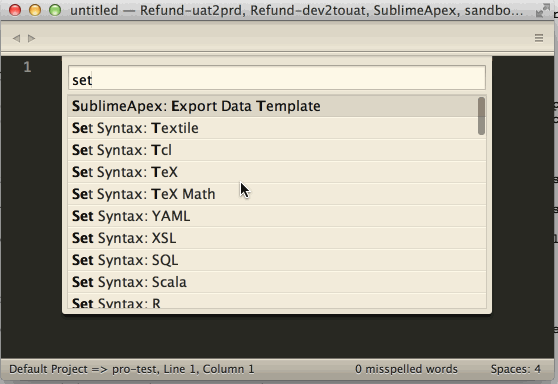 untitled — Refund-uat2prd, Refund-dev2touat, SublimeApex, sandbo...
1
set
SublimeApex: Export Data Template
Set Syntax: Textile
Set Syntax: Tcl
Set Syntax: TeX
Set Syntax: TeX Math
Set Syntax: YAML
Set Syntax: XSL
Set Syntax: SQL
Set Syntax: Scala
Set Syntax: R
Default Project => pro-test, Line 1, Column 1 0 misspelled words Spaces: 4